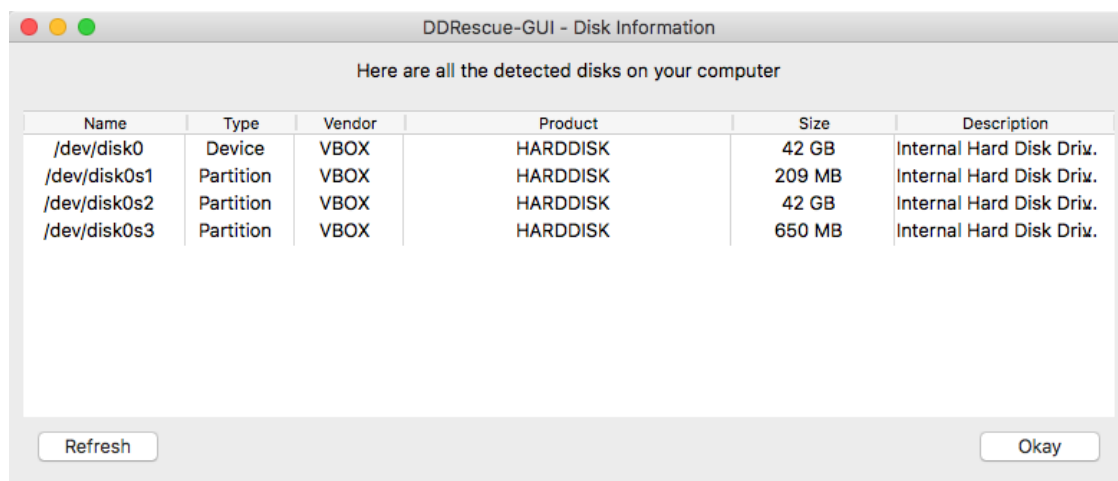 DDRescue-GUI - Disk Information
Here are all the detected disks on your computer
Name Type Vendor Product Size Description
/dev/disk0 Device VBOX HARDDISK 42 GB Internal Hard Disk Driv.
/dev/disk0s1 Partition VBOX HARDDISK 209 MB Internal Hard Disk Driv.
/dev/disk0s2 Partition VBOX HARDDISK 42 GB Internal Hard Disk Driv.
/dev/disk0s3 Partition VBOX HARDDISK 650 MB Internal Hard Disk Driv.
Refresh Okay